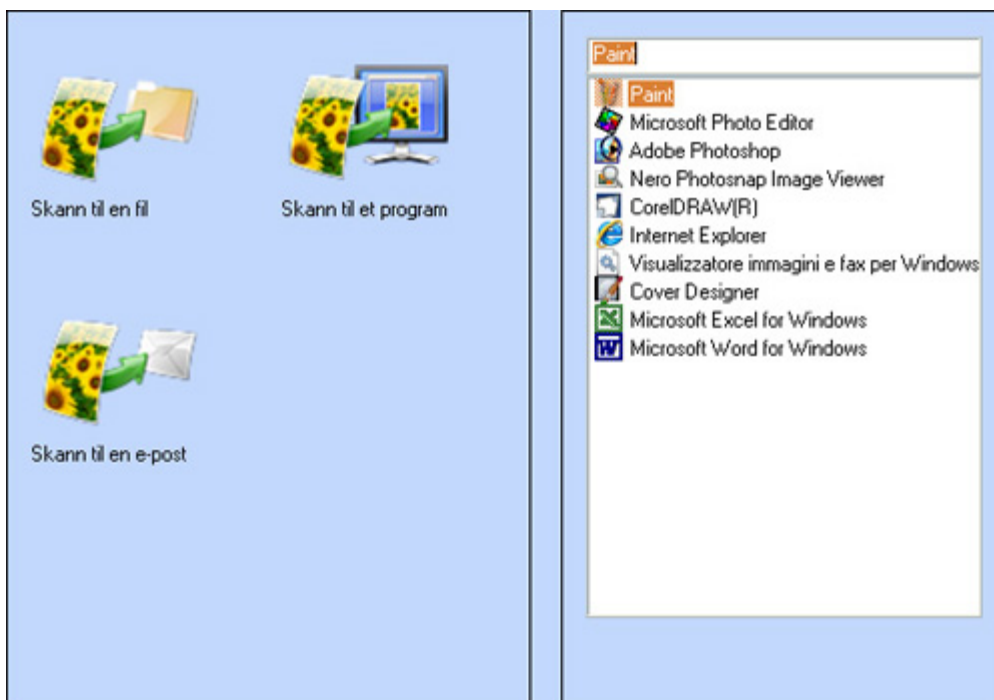 Skann til en fil
Skann til et program
Skann til en e-post
Paint
Paint
Microsoft Photo Editor
Adobe Photoshop
Nero Photosnap Image Viewer
CorelDRAW(R)
Internet Explorer
Visualizzatore immagini e fax per Windows
Cover Designer
Microsoft Excel for Windows
Microsoft Word for Windows